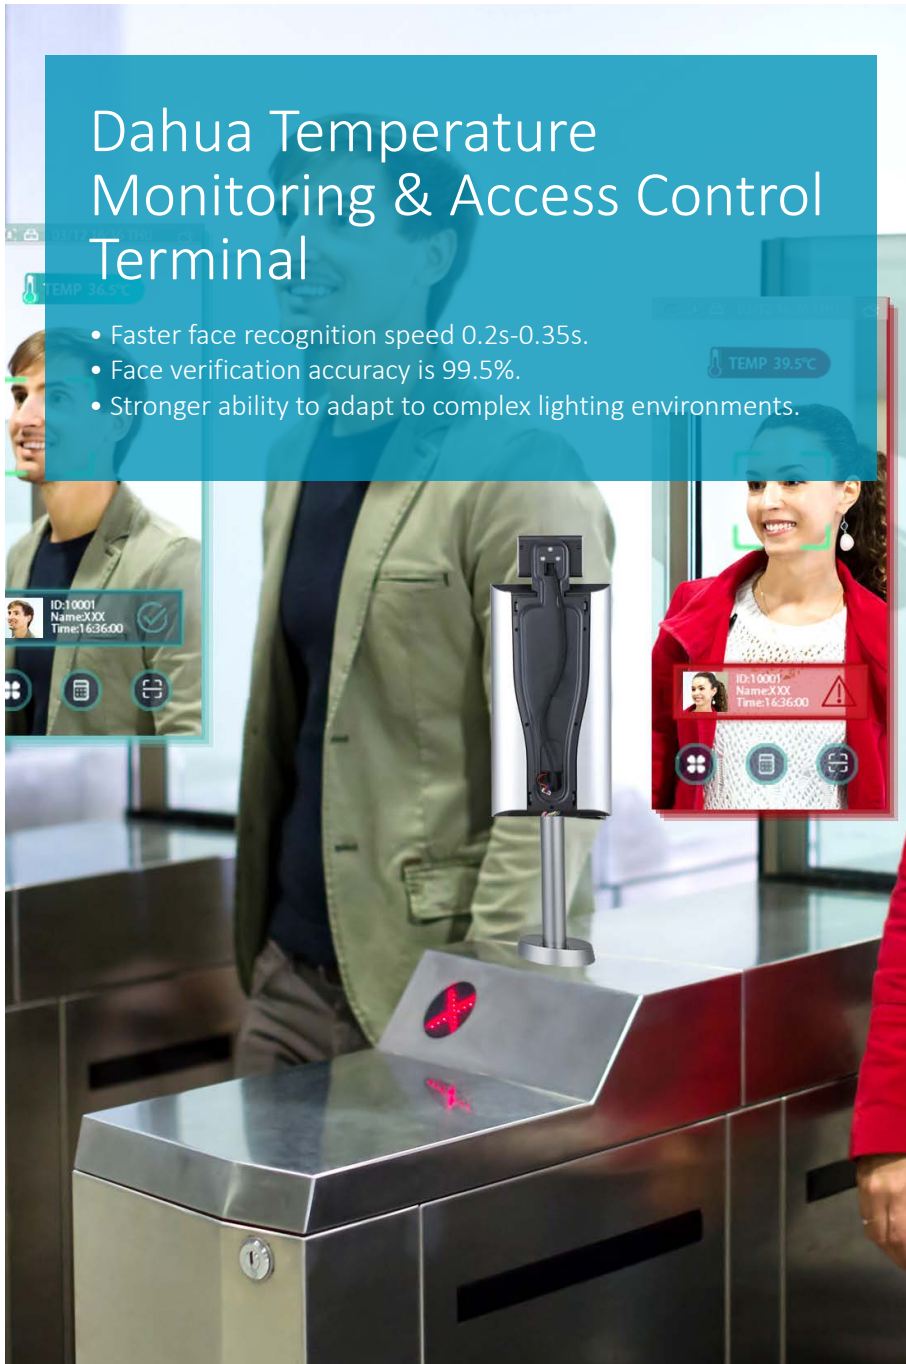 Dahua Temperature
Monitoring & Access Control
Terminal
• Faster face recognition speed 0.2s-0.35s.
• Face verification accuracy is 99.5%.
• Stronger ability to adapt to complex lighting environments.
TEMP 36.5°C
TEMP 39.5°C
ID:10001
Name:XXX
Time:16:36:00
ID:10001
Name:XXX
Time:16:36:00